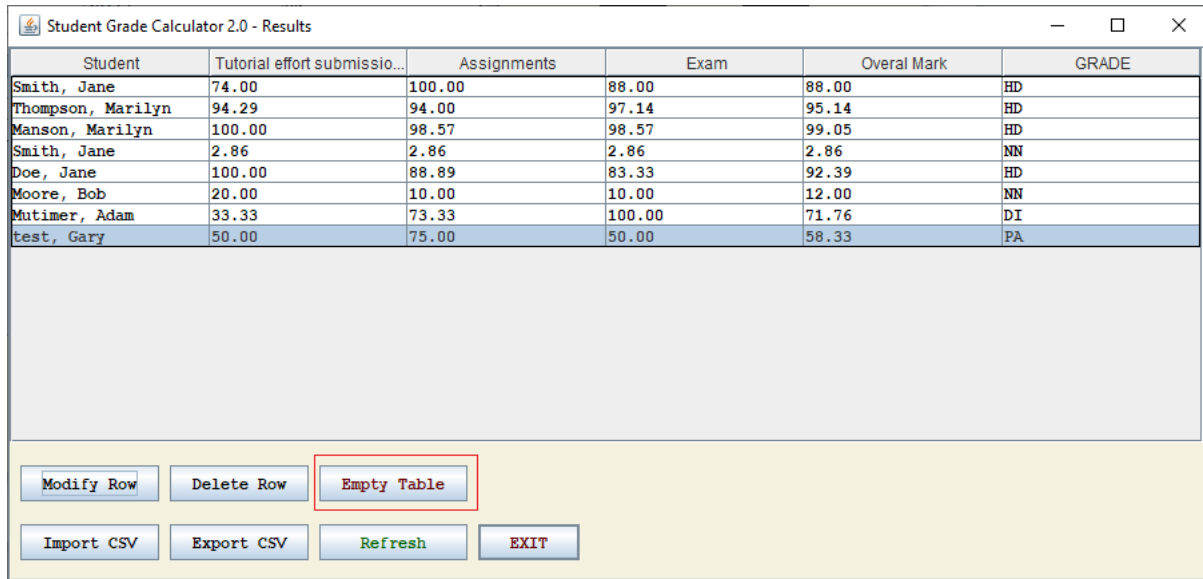 Student Grade Calculator 2.0 - Results
Student Tutorial effort submissio... Assignments Exam Overal Mark GRADE
Smith, Jane 74.00 100.00 88.00 88.00 HD
Thompson, Marilyn 94.29 94.00 97.14 95.14 HD
Manson, Marilyn 100.00 98.57 98.57 99.05 HD
Smith, Jane 2.86 2.86 2.86 2.86 NN
Doe, Jane 100.00 88.89 83.33 92.39 HD
Moore, Bob 20.00 10.00 10.00 12.00 NN
Mutimer, Adam 33.33 73.33 100.00 71.76 DI
test, Gary 50.00 75.00 50.00 58.33 PA
Modify Row Delete Row Empty Table
Import CSV Export CSV Refresh EXIT